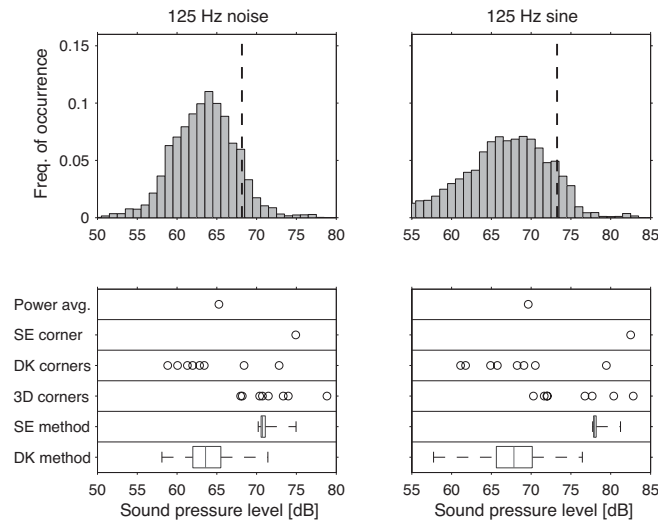 125 Hz noise
125 Hz sine
Freq. of occurrence
0.15
0.1
0.05
0
50 55 60 65 70 75 80
55 60 65 70 75 80 85
Power avg.
SE corner
DK corners
3D corners
SE method
DK method
50 55 60 65 70 75 80
55 60 65 70 75 80 85
Sound pressure level [dB]
Sound pressure level [dB]